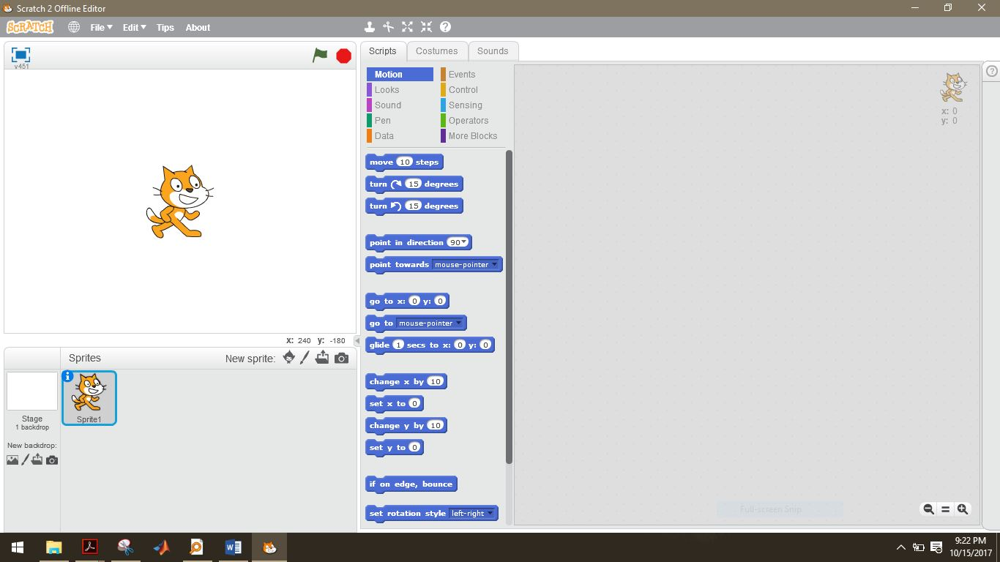 Scratch 2 Offline Editor
SCRATCH File Edit Tips About
v451
Scripts Costumes Sounds
Motion Events
Looks Control
Sound Sensing
Pen Operators
Data More Blocks
move 10 steps
turn 15 degrees
turn 15 degrees
point in direction 90
point towards mouse-pointer
go to x: 0 y: 0
go to mouse-pointer
glide 1 secs to x: 0 y: 0
change x by 10
set x to 0
change y by 10
set y to 0
if on edge, bounce
set rotation style left-right
x: 0
y: 0
Full-screen Snip
x: 240 y: -180
Sprites New sprite:
Stage
1 backdrop
New backdrop:
Sprite1
9:22 PM
10/15/2017